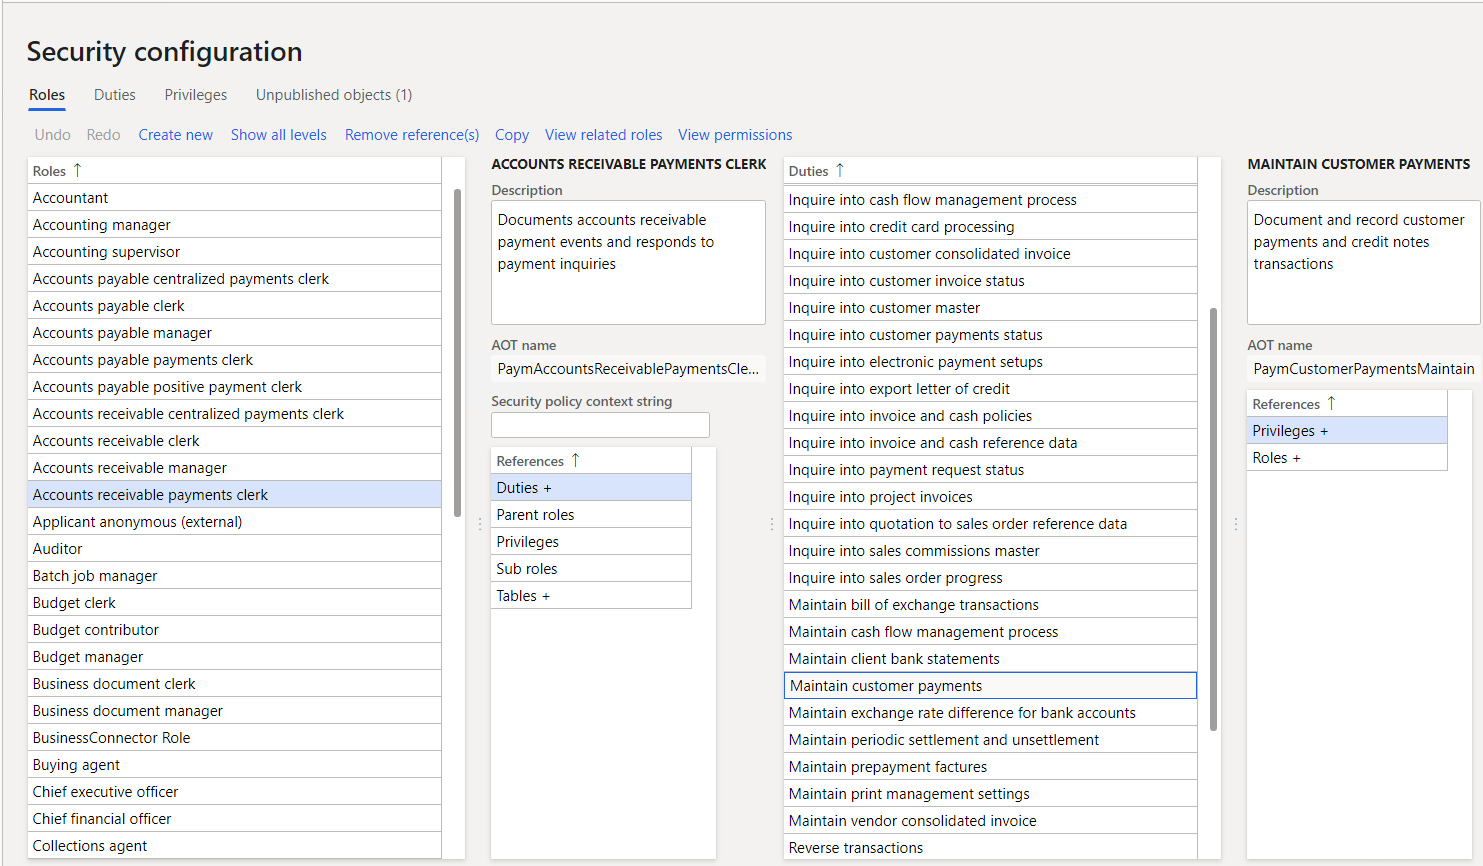 Security configuration
Roles
Duties
Privileges
Unpublished objects (1)
Undo
Redo
Create new
Show all levels
Remove reference(s)
Copy
View related roles
View permissions
Roles ↑
Accountant
Accounting manager
Accounting supervisor
Accounts payable centralized payments clerk
Accounts payable clerk
Accounts payable manager
Accounts payable payments clerk
Accounts payable positive payment clerk
Accounts receivable centralized payments clerk
Accounts receivable clerk
Accounts receivable manager
Accounts receivable payments clerk
Applicant anonymous (external)
Auditor
Batch job manager
Budget clerk
Budget contributor
Budget manager
Business document clerk
Business document manager
BusinessConnector Role
Buying agent
Chief executive officer
Chief financial officer
Collections agent
ACCOUNTS RECEIVABLE PAYMENTS CLERK
Description
Documents accounts receivable
payment events and responds to
payment inquiries
AOT name
PaymAccountsReceivablePaymentsCle...
Security policy context string
References ↑
Duties +
Parent roles
Privileges
Sub roles
Tables +
Duties ↑
Inquire into cash flow management process
Inquire into credit card processing
Inquire into customer consolidated invoice
Inquire into customer invoice status
Inquire into customer master
Inquire into customer payments status
Inquire into electronic payment setups
Inquire into export letter of credit
Inquire into invoice and cash policies
Inquire into invoice and cash reference data
Inquire into payment request status
Inquire into project invoices
Inquire into quotation to sales order reference data
Inquire into sales commissions master
Inquire into sales order progress
Maintain bill of exchange transactions
Maintain cash flow management process
Maintain client bank statements
Maintain customer payments
Maintain exchange rate difference for bank accounts
Maintain periodic settlement and unsettlement
Maintain prepayment factures
Maintain print management settings
Maintain vendor consolidated invoice
Reverse transactions
MAINTAIN CUSTOMER PAYMENTS
Description
Document and record customer
payments and credit notes
transactions
AOT name
PaymCustomerPaymentsMaintain
References ↑
Privileges +
Roles +